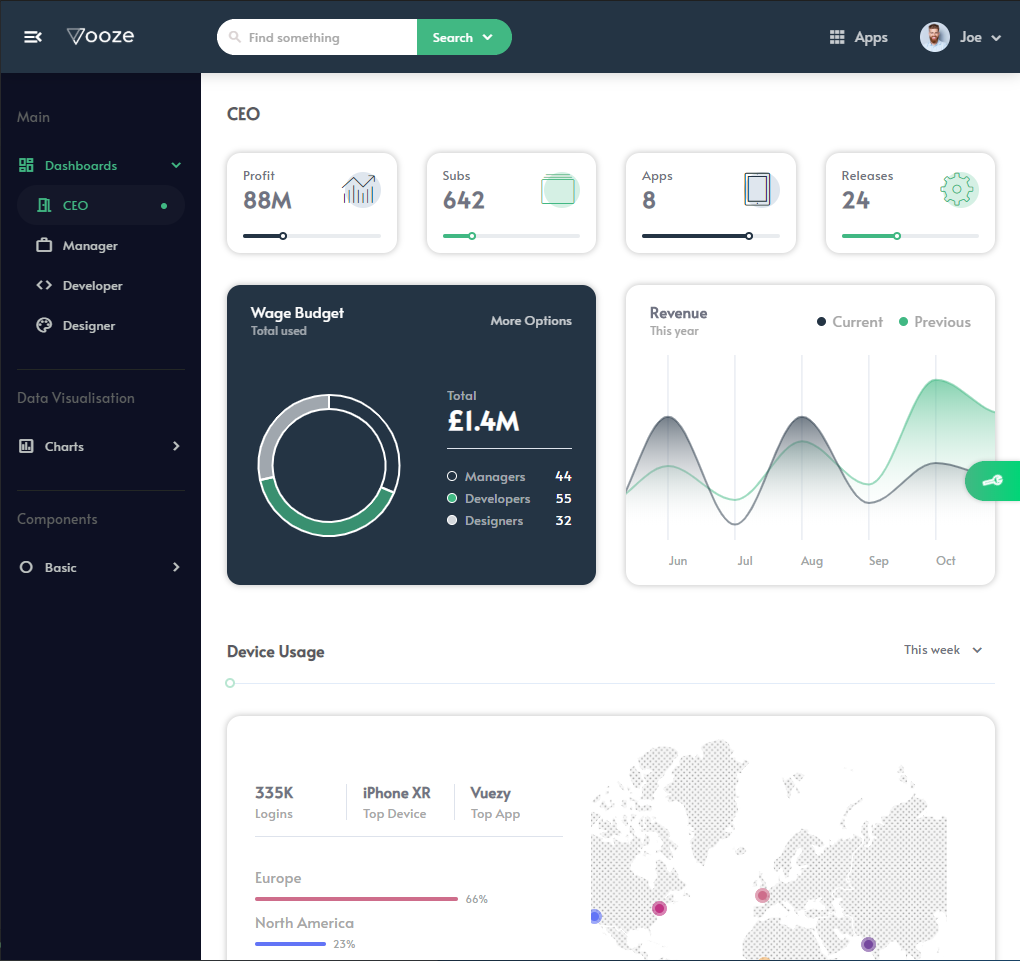 Vooze
Find something
Search
Apps
Joe
Main
Dashboards
CEO
Manager
Developer
Designer
Data Visualisation
Charts
Components
Basic
CEO
Profit
88M
Subs
642
Apps
8
Releases
24
Wage Budget
Total used
More Options
Total
£1.4M
Managers 44
Developers 55
Designers 32
Revenue
This year
Current Previous
Jun Jul Aug Sep Oct
Device Usage
This week
335K
Logins
iPhone XR
Top Device
Vuezy
Top App
Europe
66%
North America
23%